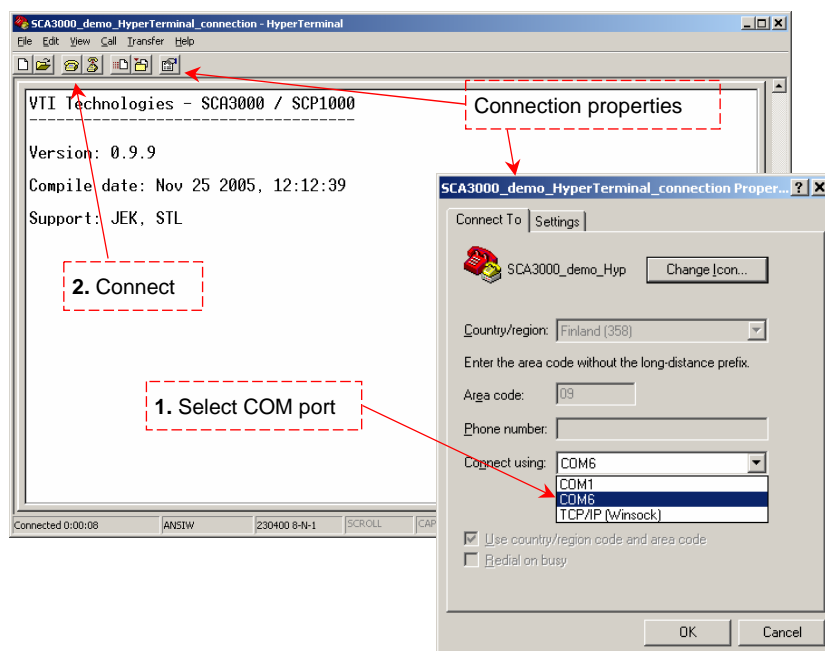 SCA3000_demo_HyperTerminal_connection - HyperTerminal
File Edit View Call Transfer Help
VTI Technologies - SCA3000 / SCP1000
Connection properties
Version: 0.9.9
Compile date: Nov 25 2005, 12:12:39
Support: JEK, STL
2. Connect
1. Select COM port
Connected 0:00:08 ANSIW 230400 8-N-1 SCROLL CAP
SCA3000_demo_HyperTerminal_connection Proper...
Connect To Settings
SCA3000_demo_Hyp Change Icon...
Country/region: Finland (358)
Enter the area code without the long-distance prefix.
Area code: 09
Phone number:
Connect using: COM6
COM1
COM6
TCP/IP (Winsock)
Use country/region code and area code
Redial on busy
OK Cancel